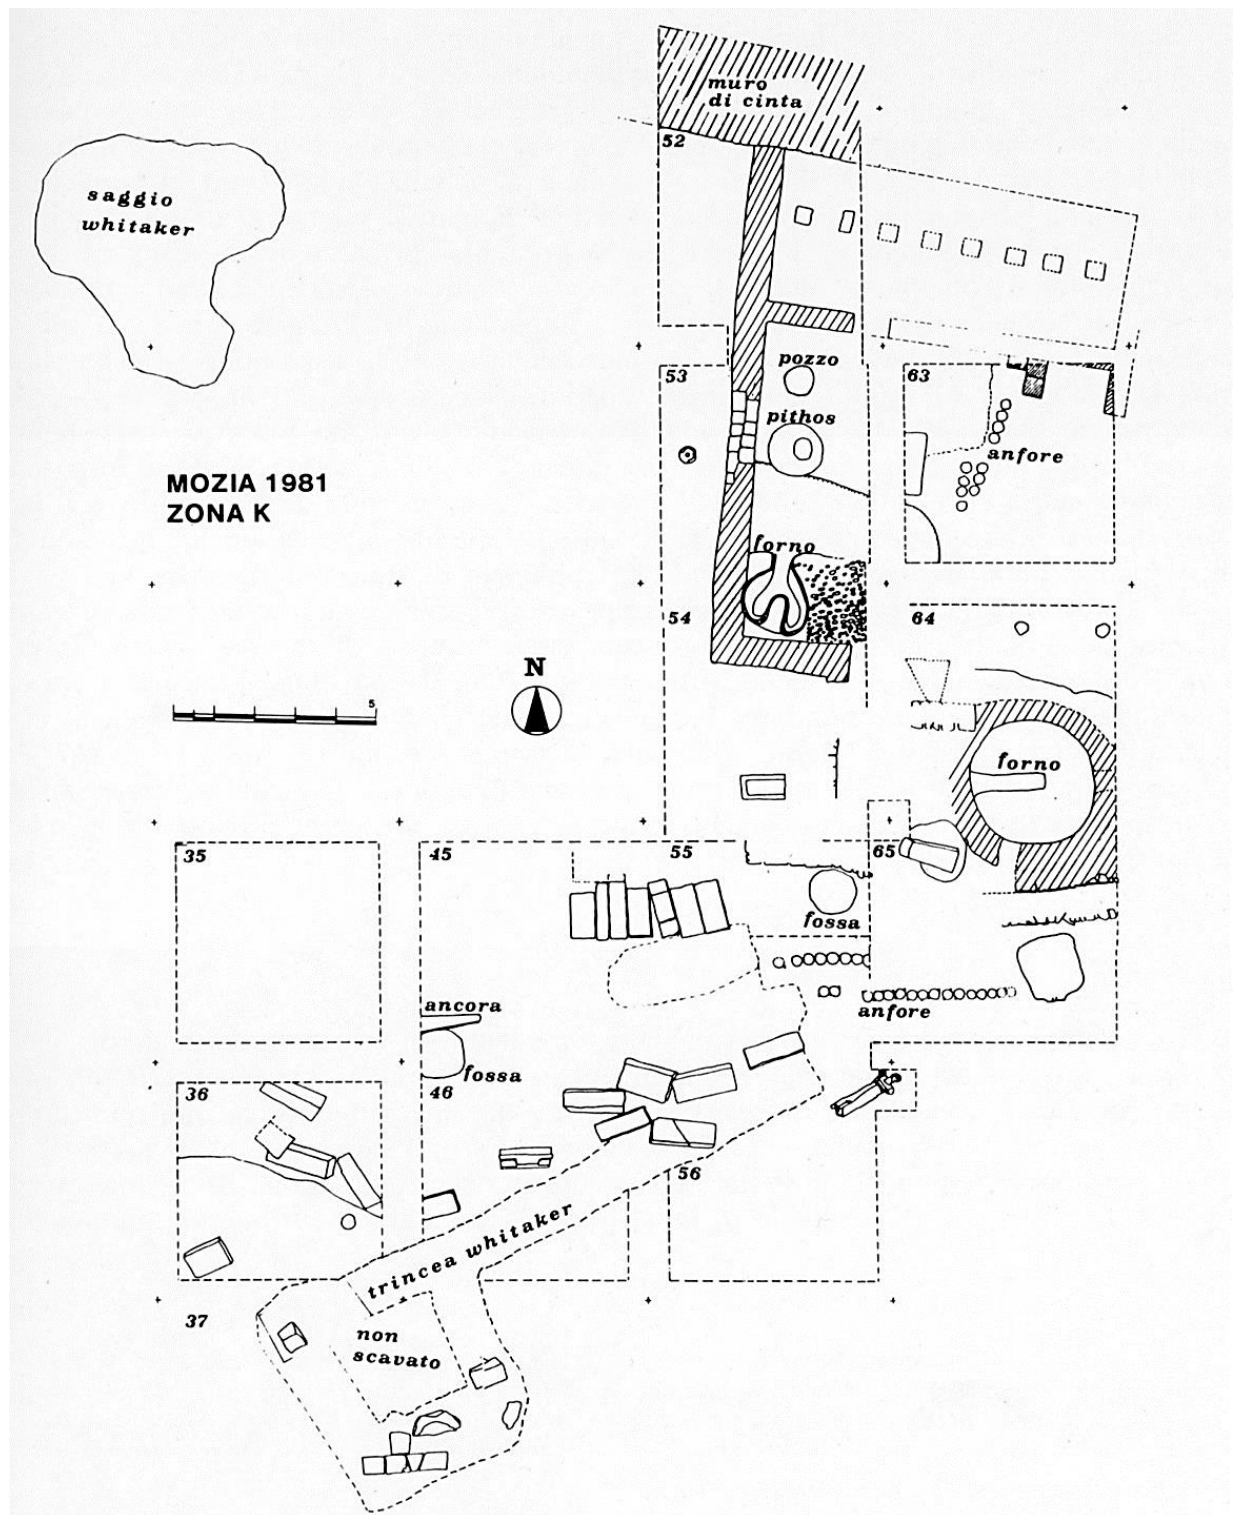 muro
di cinta
52
saggio
whitaker
pozzo
53
63
pithos
anfore
MOZIA 1981
ZONA K
forno
54
64
N
5
forno
35
45
55
65
fossa
ancora
anfore
fossa
36
46
56
trincea whitaker
37
non
scavato